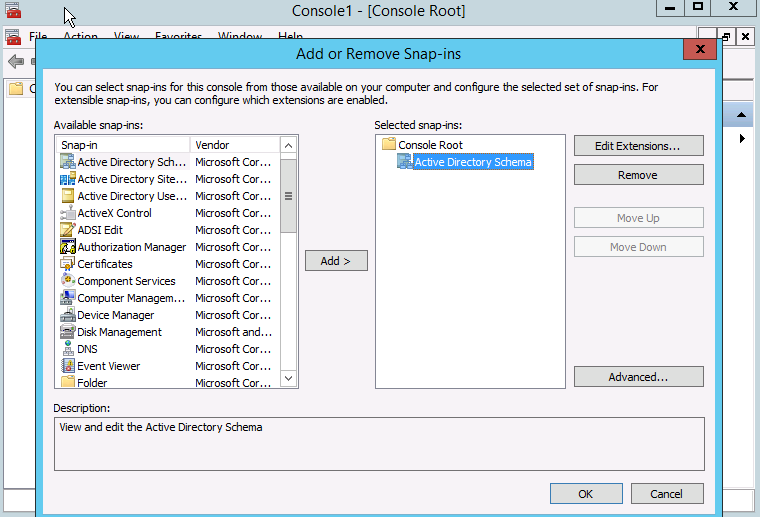 Console1 - [Console Root]
File Action View Favorites Window Help
Add or Remove Snap-ins
You can select snap-ins for this console from those available on your computer and configure the selected set of snap-ins. For
extensible snap-ins, you can configure which extensions are enabled.
Available snap-ins:
Snap-in Vendor
Active Directory Sch... Microsoft Cor...
Active Directory Site... Microsoft Cor...
Active Directory Use... Microsoft Cor...
ActiveX Control Microsoft Cor...
ADSI Edit Microsoft Cor...
Authorization Manager Microsoft Cor...
Certificates Microsoft Cor...
Component Services Microsoft Cor...
Computer Managem... Microsoft Cor...
Device Manager Microsoft Cor...
Disk Management Microsoft and...
DNS Microsoft Cor...
Event Viewer Microsoft Cor...
Folder Microsoft Cor...
Add >
Selected snap-ins:
Console Root
Active Directory Schema
Edit Extensions...
Remove
Move Up
Move Down
Advanced...
Description:
View and edit the Active Directory Schema
OK Cancel